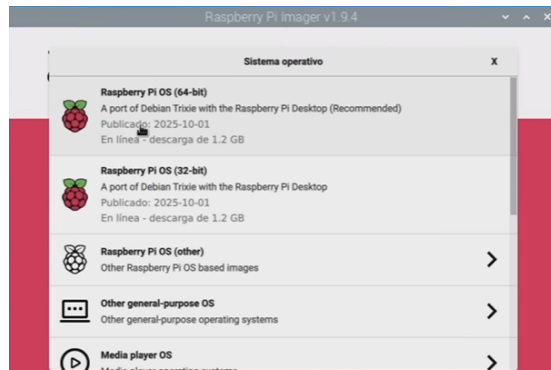 Raspberry Pi Imager v1.9.4
Sistema operativo
X
Raspberry Pi OS (64-bit)
A port of Debian Trixie with the Raspberry Pi Desktop (Recommended)
Publicado: 2025-10-01
En línea - descarga de 1.2 GB
Raspberry Pi OS (32-bit)
A port of Debian Trixie with the Raspberry Pi Desktop
Publicado: 2025-10-01
En línea - descarga de 1.2 GB
Raspberry Pi OS (other)
Other Raspberry Pi OS based images
Other general-purpose OS
Other general-purpose operating systems
Media player OS
Media player operating systems